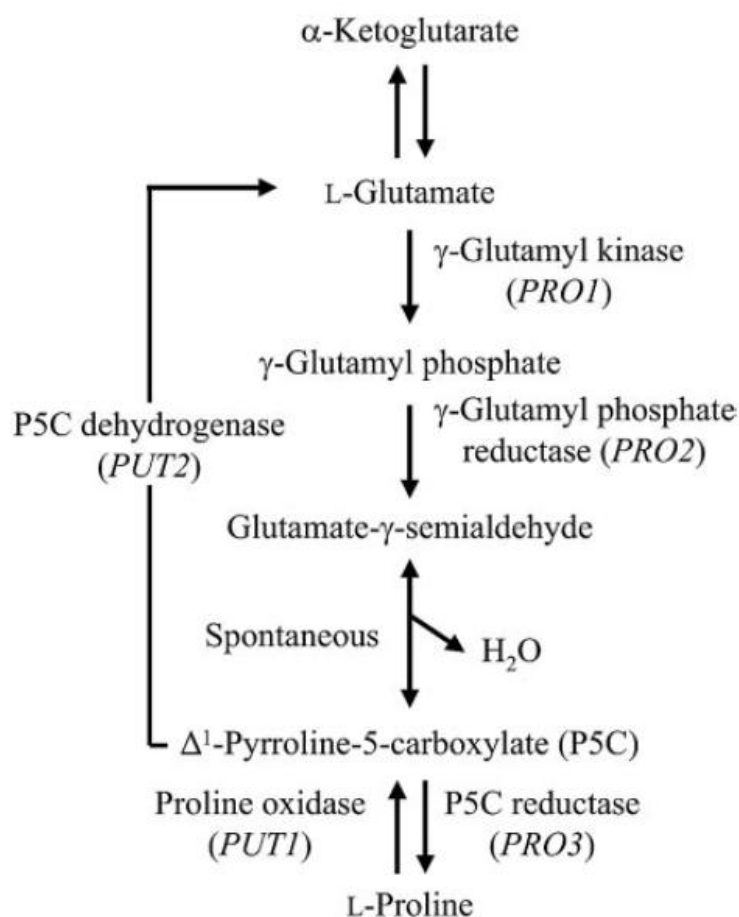 α-Ketoglutarate
L-Glutamate
γ-Glutamyl kinase
(PRO1)
γ-Glutamyl phosphate
γ-Glutamyl phosphate
reductase (PRO2)
P5C dehydrogenase
(PUT2)
Glutamate-γ-semialdehyde
Spontaneous
H₂O
Δ¹-Pyrroline-5-carboxylate (P5C)
Proline oxidase
(PUT1)
P5C reductase
(PRO3)
L-Proline